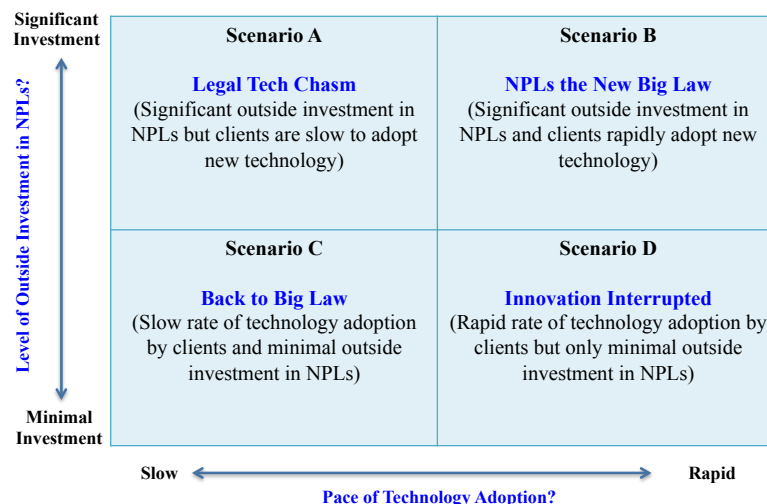 Significant
Investment
Level of Outside Investment in NPLs?
Minimal
Investment
Scenario A
Legal Tech Chasm
(Significant outside investment in
NPLs but clients are slow to adopt
new technology)
Scenario B
NPLs the New Big Law
(Significant outside investment in
NPLs and clients rapidly adopt new
technology)
Scenario C
Back to Big Law
(Slow rate of technology adoption
by clients and minimal outside
investment in NPLs)
Scenario D
Innovation Interrupted
(Rapid rate of technology adoption by
clients but only minimal outside
investment in NPLs)
Slow
Rapid
Pace of Technology Adoption?